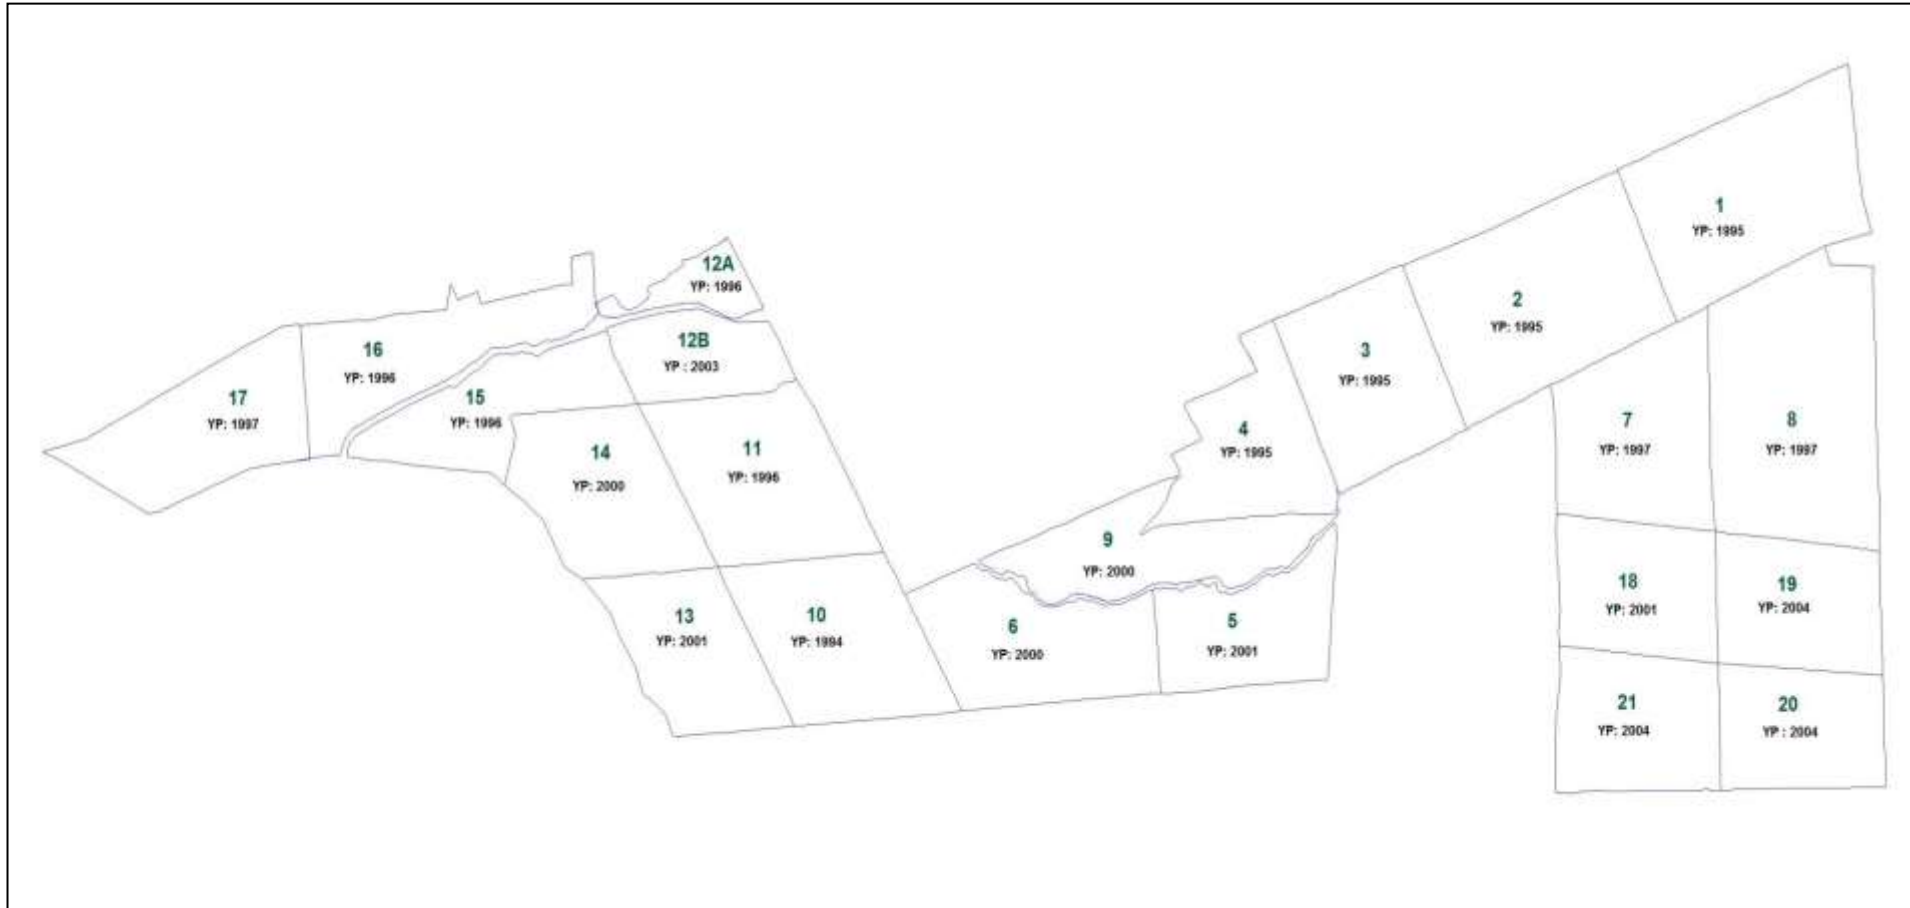 1
YP: 1995
2
YP: 1995
3
YP: 1995
4
YP: 1995
12A
YP: 1996
12B
YP : 2003
16
YP: 1996
17
YP: 1997
15
YP: 1996
14
YP: 2000
11
YP: 1996
7
YP: 1997
8
YP: 1997
9
YP: 2000
18
YP: 2001
19
YP: 2004
13
YP: 2001
10
YP: 1994
6
YP: 2000
5
YP: 2001
21
YP: 2004
20
YP : 2004